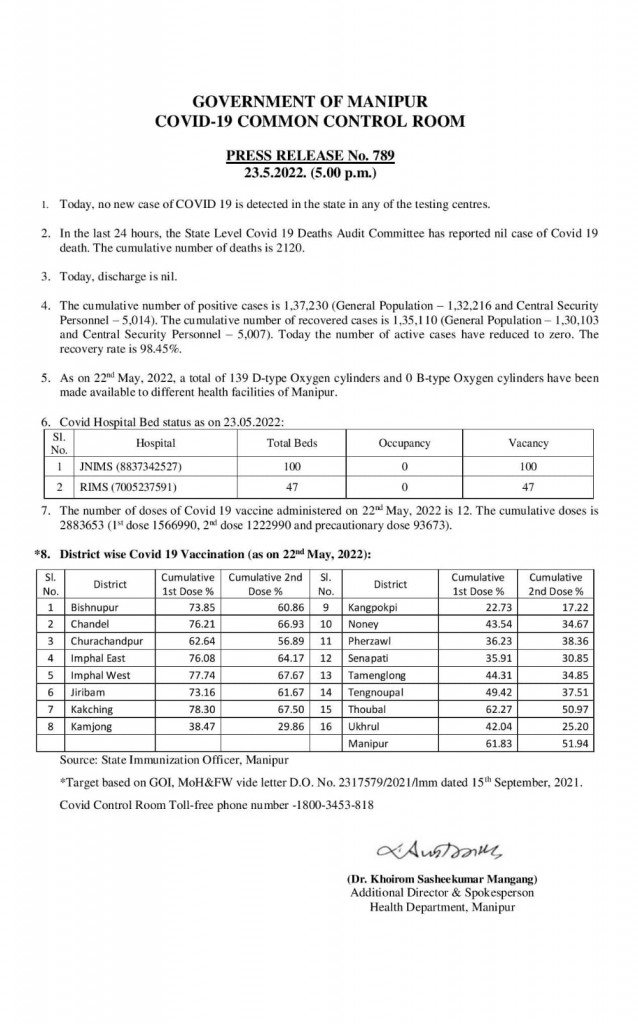 GOVERNMENT OF MANIPUR
COVID-19 COMMON CONTROL ROOM
PRESS RELEASE No. 789
23.5.2022. (5.00 p.m.)
1. Today, no new case of COVID 19 is detected in the state in any of the testing centres.
2. In the last 24 hours, the State Level Covid 19 Deaths Audit Committee has reported nil case of Covid 19
death. The cumulative number of deaths is 2120.
3. Today, discharge is nil.
4. The cumulative number of positive cases is 1,37,230 (General Population – 1,32,216 and Central Security
Personnel – 5,014). The cumulative number of recovered cases is 1,35,110 (General Population – 1,30,103
and Central Security Personnel – 5,007). Today the number of active cases have reduced to zero. The
recovery rate is 98.45%.
5. As on 22nd May, 2022, a total of 139 D-type Oxygen cylinders and 0 B-type Oxygen cylinders have been
made available to different health facilities of Manipur.
6. Covid Hospital Bed status as on 23.05.2022:
Sl. No. Hospital Total Beds Occupancy Vacancy
1 JNIMS (8837342527) 100 0 100
2 RIMS (7005237591) 47 0 47
7. The number of doses of Covid 19 vaccine administered on 22nd May, 2022 is 12. The cumulative doses is
2883653 (1st dose 1566990, 2nd dose 1222990 and precautionary dose 93673).
*8. District wise Covid 19 Vaccination (as on 22nd May, 2022):
Sl. No. District Cumulative 1st Dose % Cumulative 2nd Dose % Sl. No. District Cumulative 1st Dose % Cumulative 2nd Dose %
1 Bishnupur 73.85 60.86 9 Kangpokpi 22.73 17.22
2 Chandel 76.21 66.93 10 Noney 43.54 34.67
3 Churachandpur 62.64 56.89 11 Pherzawl 36.23 38.36
4 Imphal East 76.08 64.17 12 Senapati 35.91 30.85
5 Imphal West 77.74 67.67 13 Tamenglong 44.31 34.85
6 Jiribam 73.16 61.67 14 Tengnoupal 49.42 37.51
7 Kakching 78.30 67.50 15 Thoubal 62.27 50.97
8 Kamjong 38.47 29.86 16 Ukhrul 42.04 25.20
Manipur 61.83 51.94
Source: State Immunization Officer, Manipur
*Target based on GOI, MoH&FW vide letter D.O. No. 2317579/2021/Imm dated 15th September, 2021.
Covid Control Room Toll-free phone number -1800-3453-818
(Dr. Khoirom Sasheekumar Mangang)
Additional Director & Spokesperson
Health Department, Manipur